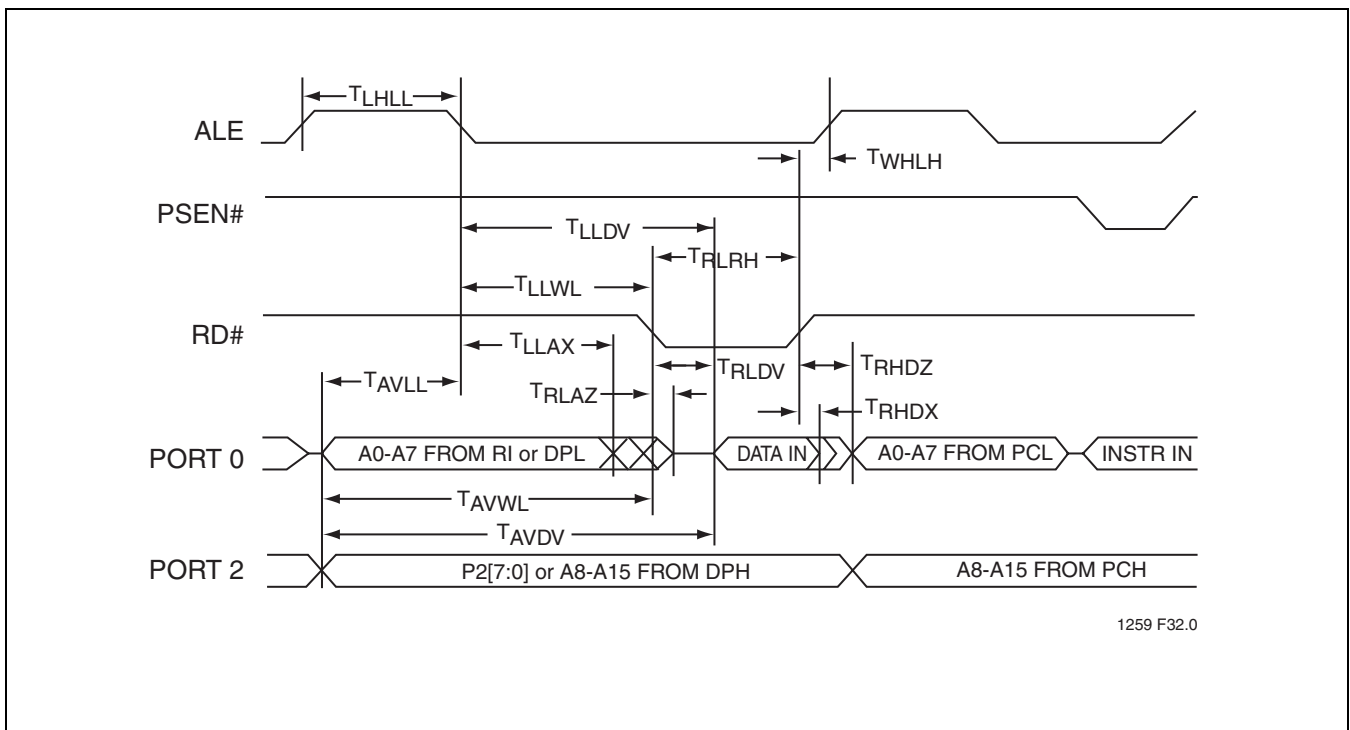 TLHLL
ALE
TWHLH
PSEN#
TLLDV
TRLRH
TLLWL
RD#
TLLAX
TRLDV
TRHDZ
TAVLL
TRLAZ
TRHDX
PORT 0
A0-A7 FROM RI or DPL
DATA IN
A0-A7 FROM PCL
INSTR IN
TAVWL
TAVDV
PORT 2
P2[7:0] or A8-A15 FROM DPH
A8-A15 FROM PCH
1259 F32.0